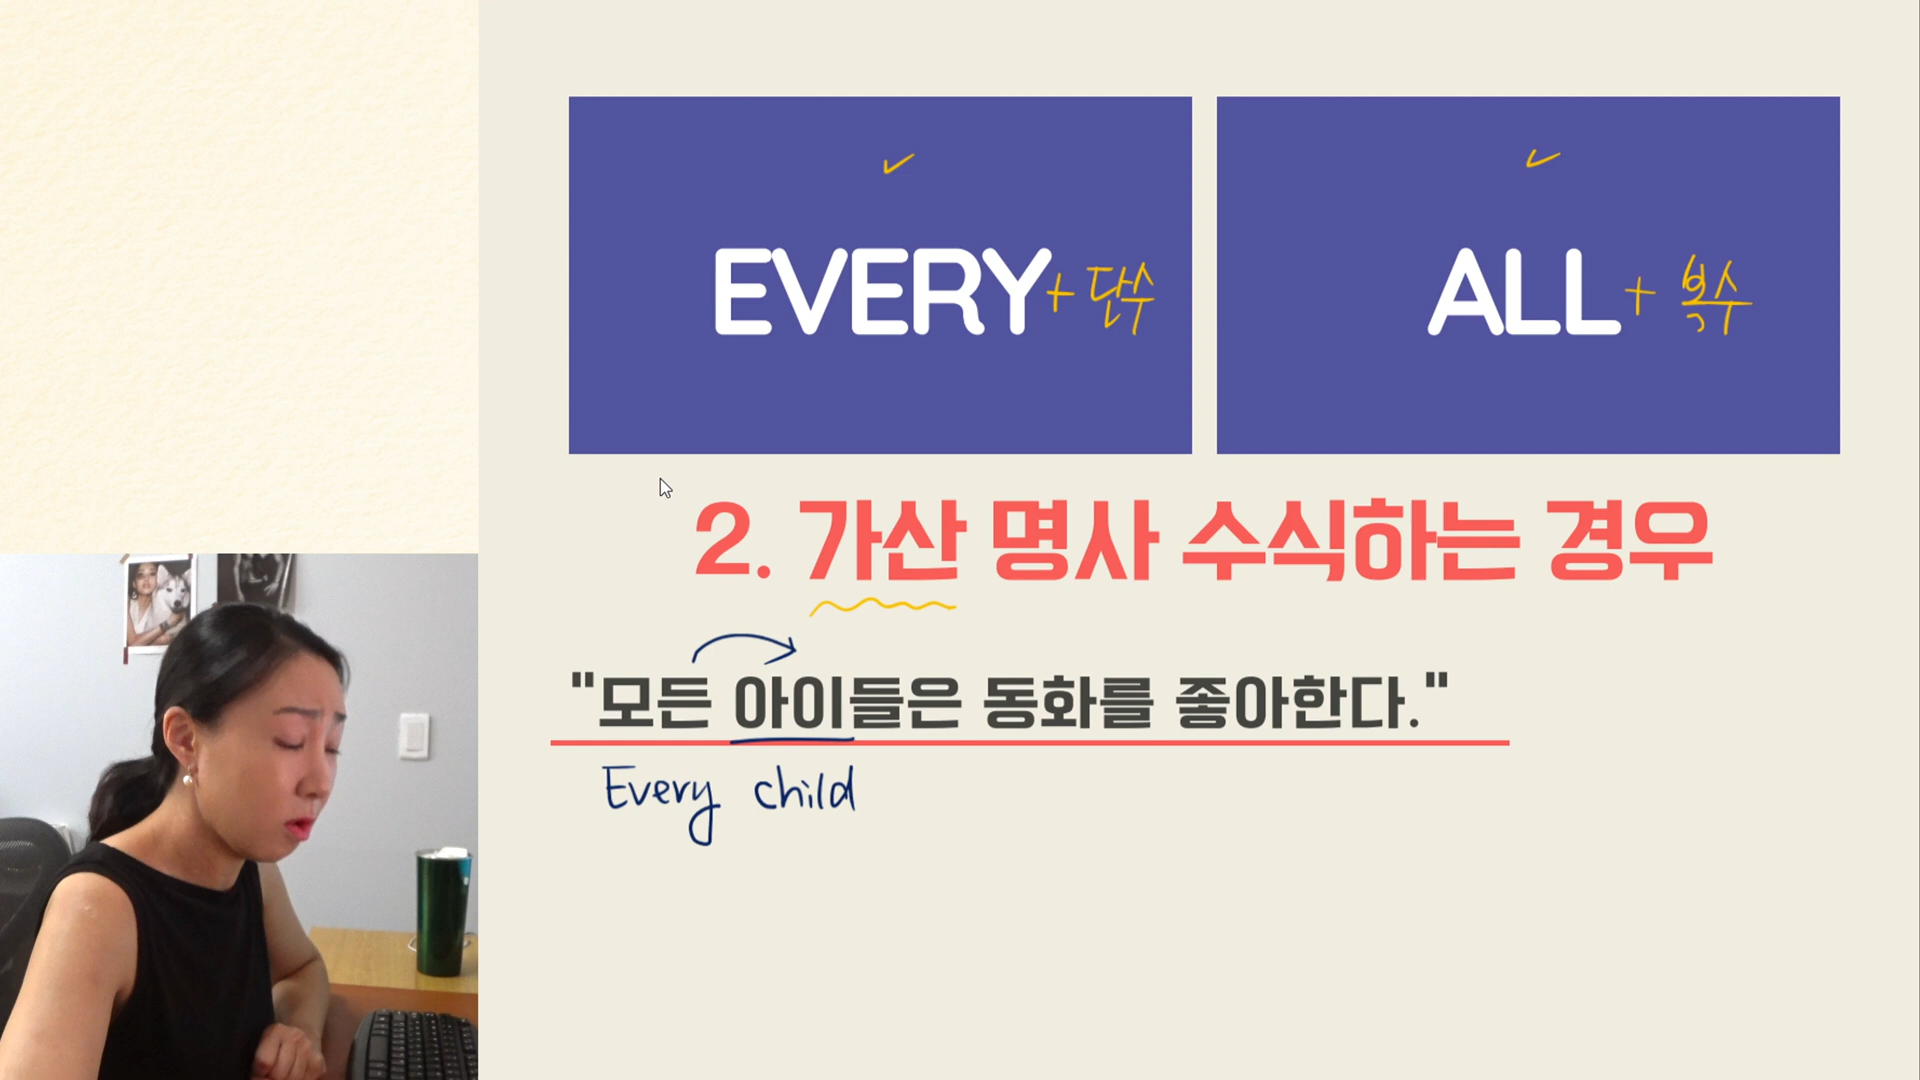 EVERY + 단수
ALL + 복수
2. 가산 명사 수식하는 경우
"모든 아이들은 동화를 좋아한다."
Every child